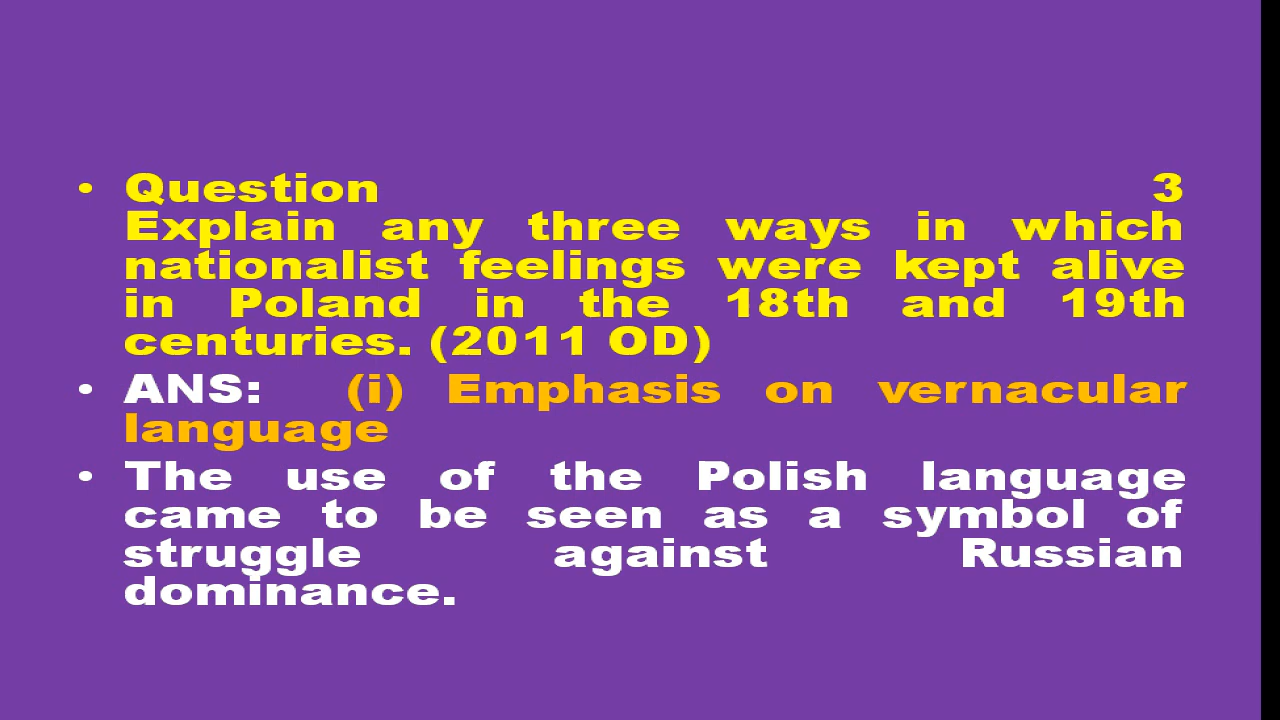 • Question 3
Explain any three ways in which
nationalist feelings were kept alive
in Poland in the 18th and 19th
centuries. (2011 OD)
• ANS: (i) Emphasis on vernacular
language
• The use of the Polish language
came to be seen as a symbol of
struggle against Russian
dominance.